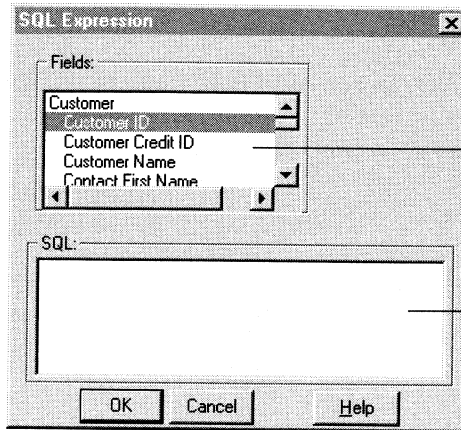 SQL Expression
Fields:
Customer
Customer ID
Customer Credit ID
Customer Name
Contact First Name
SQL:
OK
Cancel
Help